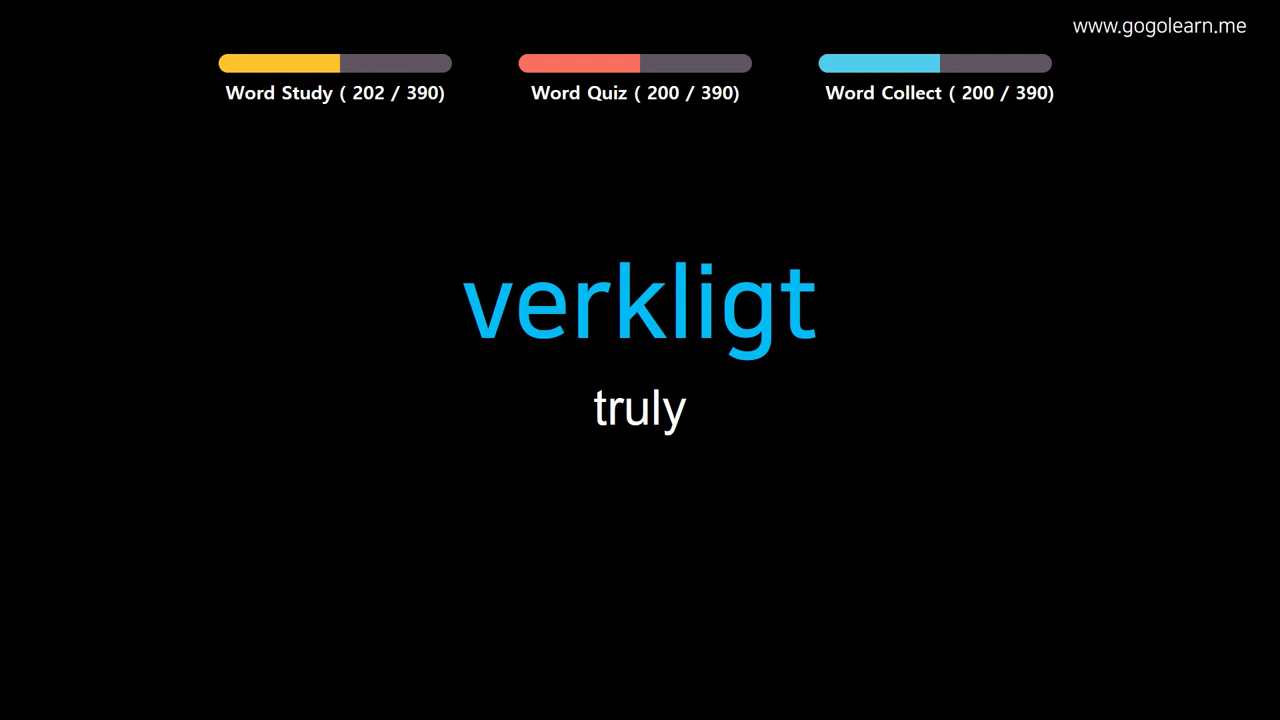 www.gogolearn.me
Word Study ( 202 / 390)
Word Quiz ( 200 / 390)
Word Collect ( 200 / 390)
verkligt
truly